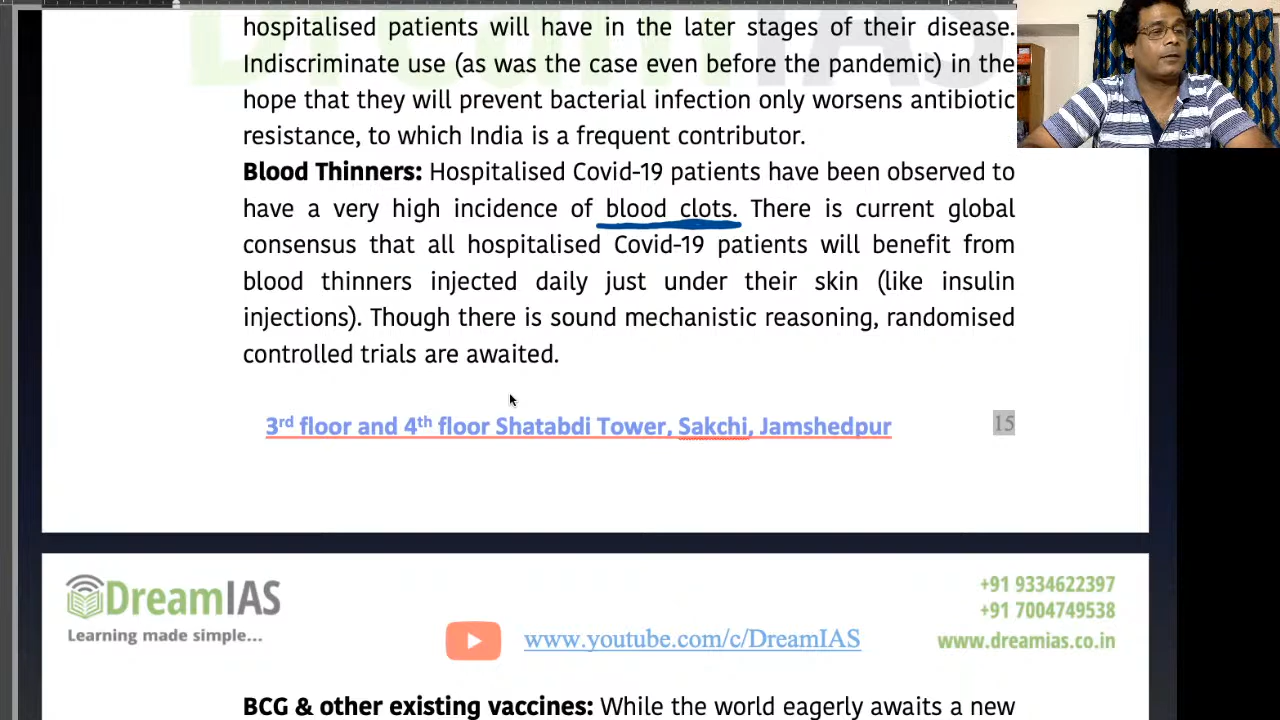 hospitalised patients will have in the later stages of their disease.
Indiscriminate use (as was the case even before the pandemic) in the
hope that they will prevent bacterial infection only worsens antibiotic
resistance, to which India is a frequent contributor.
Blood Thinners: Hospitalised Covid-19 patients have been observed to
have a very high incidence of blood clots. There is current global
consensus that all hospitalised Covid-19 patients will benefit from
blood thinners injected daily just under their skin (like insulin
injections). Though there is sound mechanistic reasoning, randomised
controlled trials are awaited.
3rd floor and 4th floor Shatabdi Tower, Sakchi, Jamshedpur
15
DreamIAS
Learning made simple...
www.youtube.com/c/DreamIAS
+91 9334622397
+91 7004749538
www.dreamias.co.in
BCG & other existing vaccines: While the world eagerly awaits a new